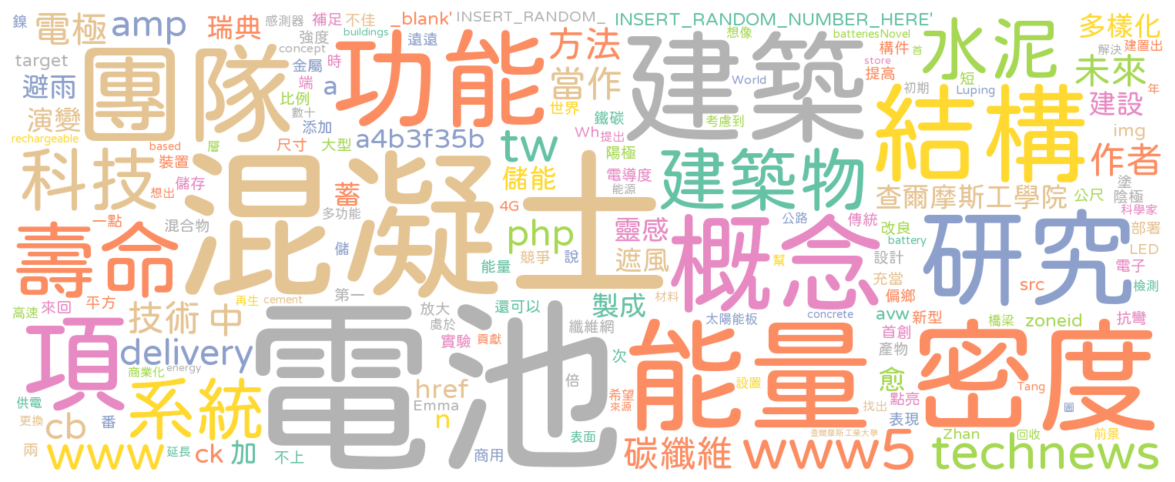 鎳 電極 amp 瑞典 感測器 補足 不佳 _blank' INSERT_RANDOM_ INSERT_RANDOM_NUMBER_HERE' 想像 batteriesNovel 構件 首 多樣化
target 團隊 buildings 強度 concept 遠遠 功能 方法 建築 水泥 解決 建置出
避雨 金屬 時 a 當作 World 提高 store 短 未來
演變 端 比例 世界 考慮到 初期 Luping 年
rechargeable 數十 添加 a4b3f35b 鐵碳 結構 建設
科技 based 層 尺寸 大型 tw Wh 提出 陽極 建築物 img 作者
裝置 想出 儲存 混凝土 蓄 儲能 電導度 能源 查爾摩斯工學院 公尺 塗 陰極
一點 混合物 多功能 4G 靈感 概念 公路 傳統 改良 研究 科學家 部署
壽命 儲 能量 php 競爭 說 遮風 幫 battery 設計 LED 電子
高速 來回 平方 再生 cement 第一 放大 還可以 製成 材料 充當 偏鄉 src 檢測
項 技術 中 處於 纖維網 太陽能板 concrete avw 新型 橋梁 zoneid 抗彎
delivery 電池 實驗 貢獻 次 能量 首創 產物 密度
商業化 energy 系統 href 倍 希望 設置 愈 點亮 Tang 圖
供電 更換 番 Emma n 來源 找出 表現
cb 表面 查爾摩斯工業大學 Zhan 回收 前景
兩 www 延長 ck 加 不上 商用 碳纖維 www5 technews